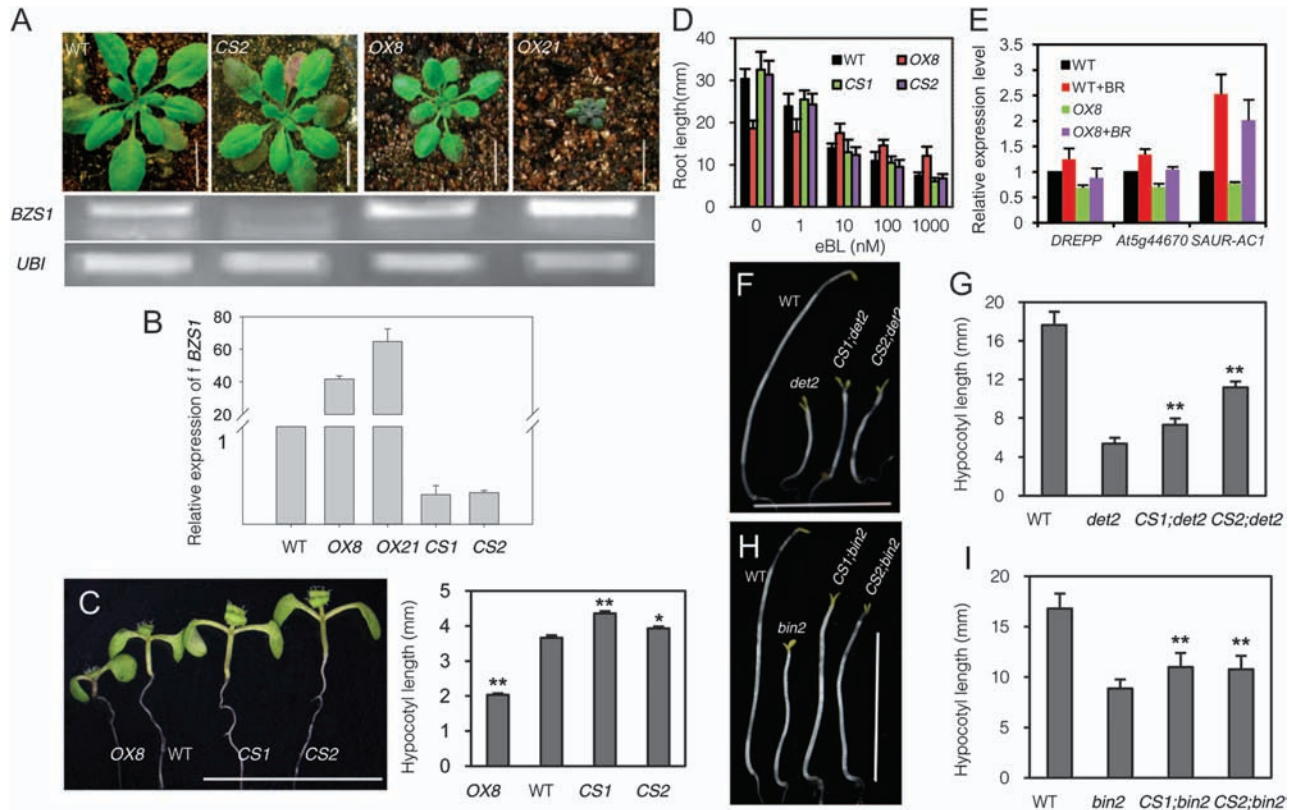 A
WT
CS2
OX8
OX21
BZS1
UBI
B
Relative expression of f BZS1
80
60
40
20
1
WT OX8 OX21 CS1 CS2
C
OX8 WT CS1 CS2
Hypocotyl length (mm)
5
4
3
2
1
0
**
**
*
OX8 WT CS1 CS2
D
Root length(mm)
40
30
20
10
0
WT OX8
CS1 CS2
0 1 10 100 1000
eBL (nM)
E
Relative expression level
3.5
3
2.5
2
1.5
1
0.5
0
WT
WT+BR
OX8
OX8+BR
DREPP At5g44670 SAUR-AC1
F
WT
det2
CS1;det2
CS2;det2
G
Hypocotyl length (mm)
20
16
12
8
4
0
**
**
WT det2 CS1;det2 CS2;det2
H
WT
bin2
CS1;bin2
CS2;bin2
I
Hypocotyl length (mm)
20
15
10
5
0
** **
WT bin2 CS1;bin2 CS2;bin2